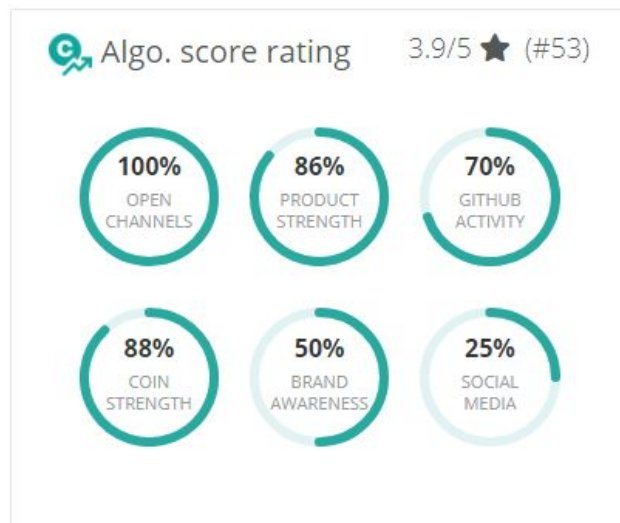 C
Algo. score rating 3.9/5 ★ (#53)
100%
OPEN
CHANNELS
86%
PRODUCT
STRENGTH
70%
GITHUB
ACTIVITY
88%
COIN
STRENGTH
50%
BRAND
AWARENESS
25%
SOCIAL
MEDIA